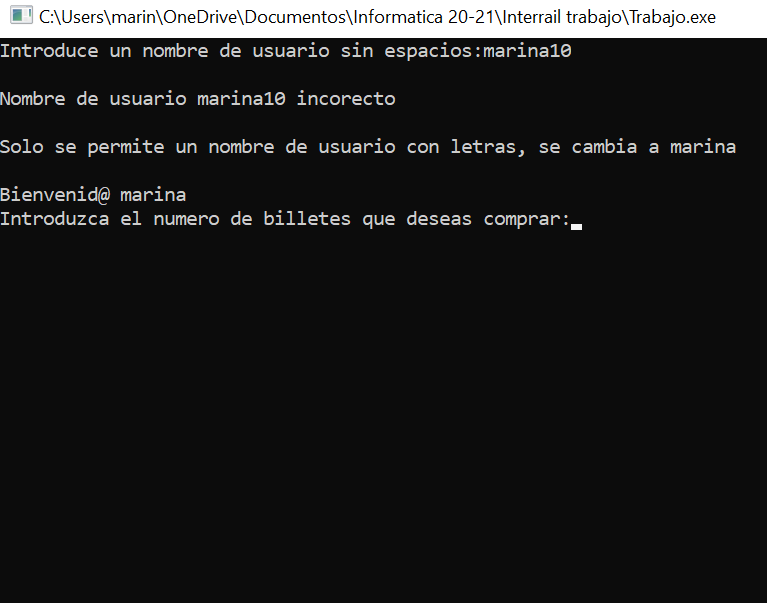 C:\Users\marin\OneDrive\Documentos\Informatica 20-21\Interrail trabajo\Trabajo.exe
Introduce un nombre de usuario sin espacios:marina10
Nombre de usuario marina10 incorecto
Solo se permite un nombre de usuario con letras, se cambia a marina
Bienvenid@ marina
Introduzca el numero de billetes que deseas comprar: